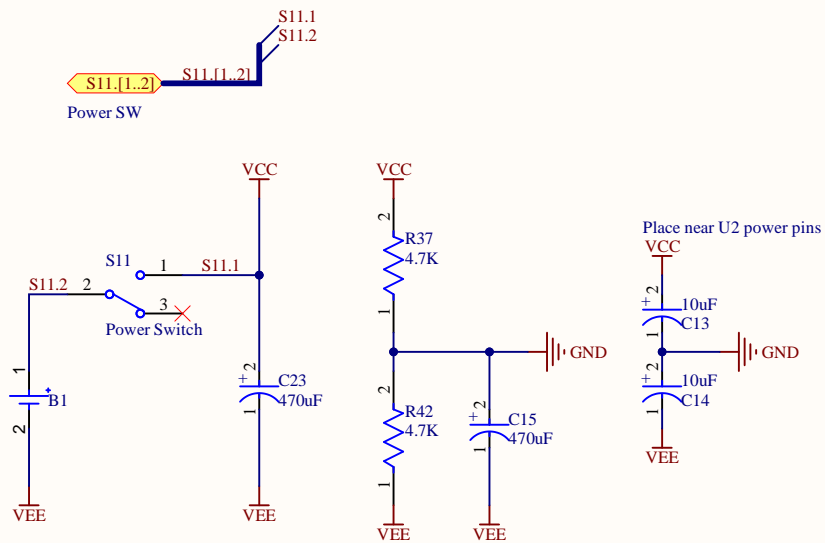 S11.1
S11.2
S11.[1..2]
S11.[1..2]
Power SW
VCC
S11
1
S11.1
S11.2
2
3
Power Switch
1
B1
2
VEE
2
C23
470uF
1
VEE
VCC
2
R37
4.7K
1
GND
2
R42
4.7K
1
VEE
2
C15
470uF
1
VEE
Place near U2 power pins
VCC
2
10uF
C13
1
GND
2
10uF
C14
1
VEE